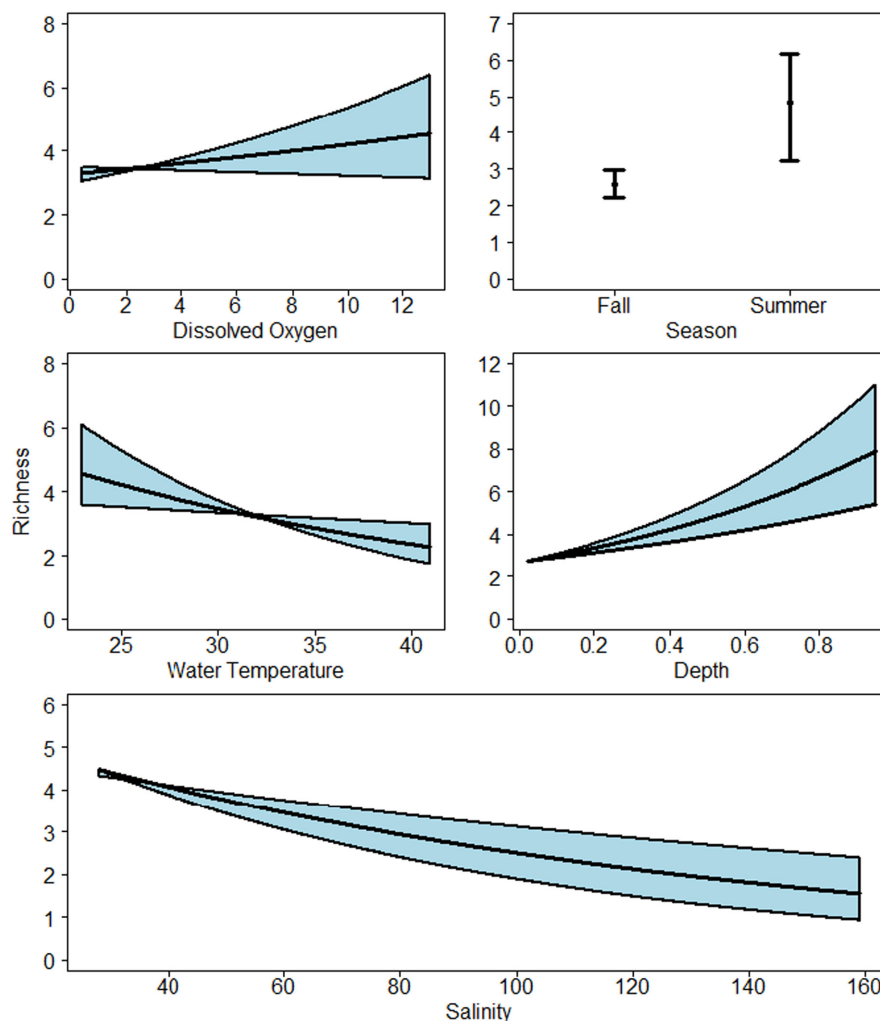 8
6
4
2
0
0 2 4 6 8 10 12
Dissolved Oxygen
7
6
5
4
3
2
1
0
Fall Summer
Season
Richness
8
6
4
2
0
25 30 35 40
Water Temperature
12
10
8
6
4
2
0
0.0 0.2 0.4 0.6 0.8
Depth
6
5
4
3
2
1
0
40 60 80 100 120 140 160
Salinity